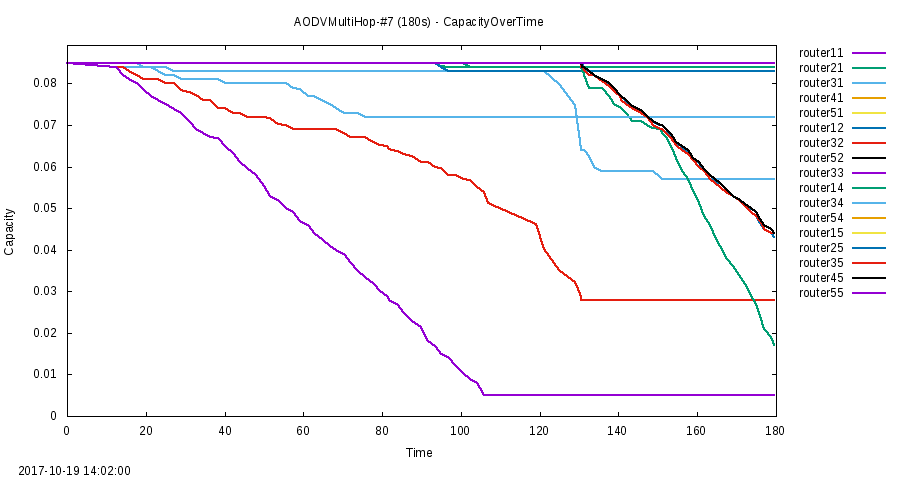 AODVMultiHop-#7 (180s) - CapacityOverTime
router11
router21
router31
router41
router51
router12
router32
router52
router33
router14
router34
router54
router15
router25
router35
router45
router55
0.08
0.07
0.06
0.05
0.04
0.03
0.02
0.01
0
Capacity
0 20 40 60 80 100 120 140 160 180
Time
2017-10-19 14:02:00